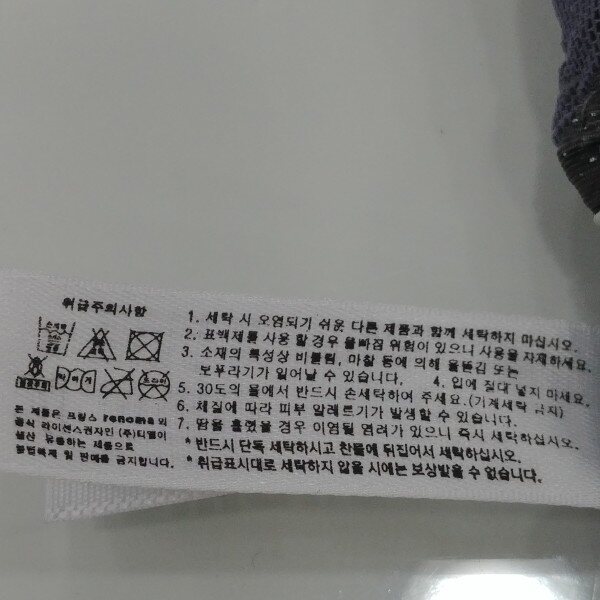 취급주의사항
1. 세탁 시 오염되기 쉬운 다른 제품과 함께 세탁하지 마십시오.
2. 표백제를 사용 할 경우 올빠짐 위험이 있으니 사용을 자제하세요.
3. 소재의 특성상 비틀림, 마찰 등에 의해 올뜯김 또는
보푸라기가 일어날 수 있습니다. 4. 입에 절대 넣지 마세요.
5. 30도의 물에서 반드시 손세탁하여 주세요.(기계세탁 금지)
6. 체질에 따라 피부 알레르기가 발생할 수 있습니다.
7. 땀을 흘렸을 경우 이염될 염려가 있으니 즉시 세탁하십시오.
* 반드시 단독 세탁하시고 찬물에 뒤집어서 세탁하십시오.
* 취급표시대로 세탁하지 않을 시에는 보상받을 수 없습니다.
본 제품은 프랑스 renoma의
공식 라이센스권자인 (주)티엘이
생산 유통하는 제품으로
불법복제 및 판매를 금지합니다.